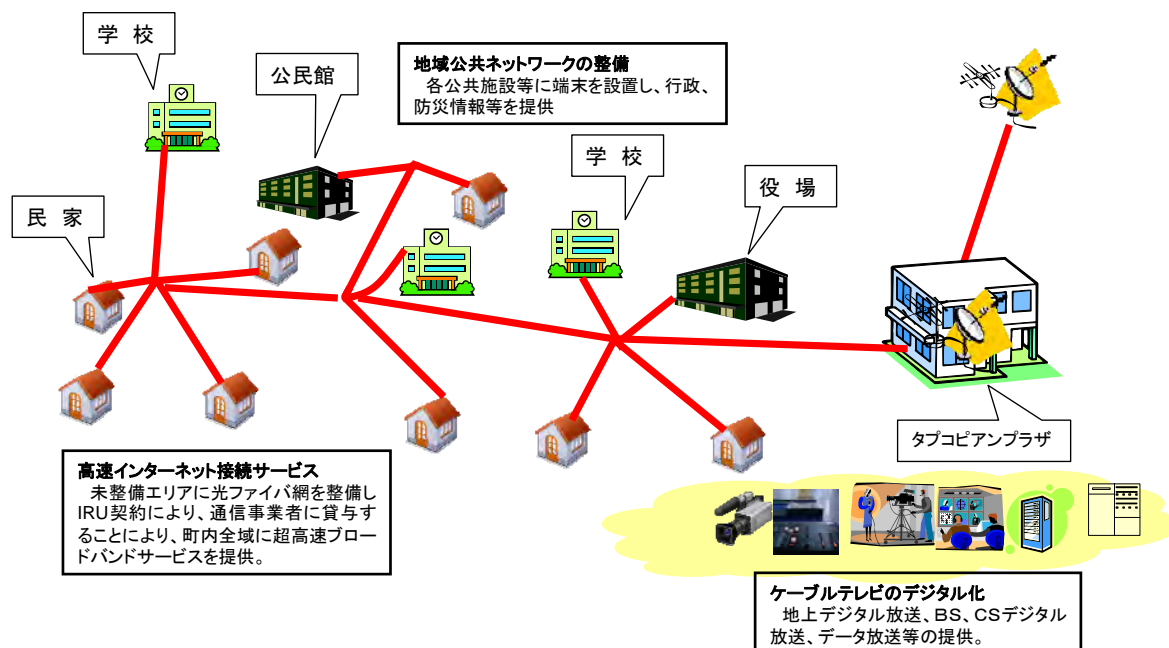 学 校
公民館
地域公共ネットワークの整備
各公共施設等に端末を設置し、行政、
防災情報等を提供
学 校
役 場
民 家
タプコピアンプラザ
高速インターネット接続サービス
未整備エリアに光ファイバ網を整備し
IRU契約により、通信事業者に貸与す
ることにより、町内全域に超高速ブロー
ドバンドサービスを提供。
ケーブルテレビのデジタル化
地上デジタル放送、BS、CSデジタル
放送、データ放送等の提供。